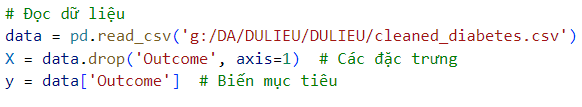 # Đọc dữ liệu
data = pd.read_csv('g:/DA/DULIEU/DULIEU/cleaned_diabetes.csv')
X = data.drop('Outcome', axis=1)  # Các đặc trưng
y = data['Outcome']  # Biến mục tiêu